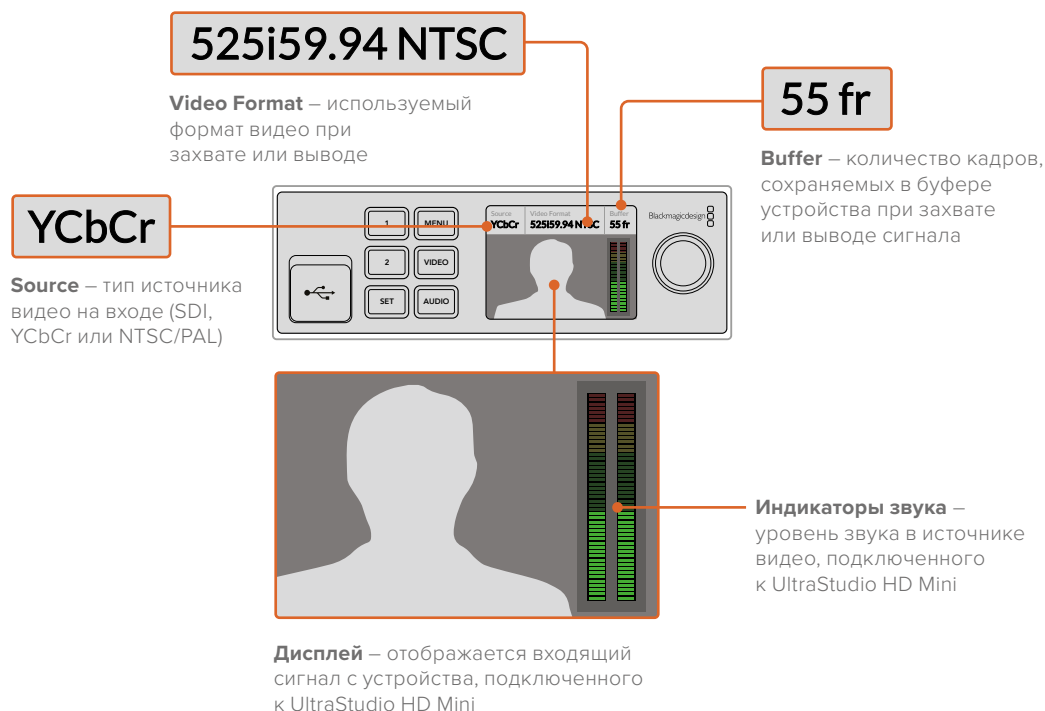 525i59.94 NTSC
Video Format – используемый
формат видео при
захвате или выводе
55 fr
Buffer – количество кадров,
сохраняемых в буфере
устройства при захвате
или выводе сигнала
YCbCr
Source – тип источника
видео на входе (SDI,
YCbCr или NTSC/PAL)
1
MENU
2
VIDEO
SET
AUDIO
Source
Video Format
Buffer
YCbCr
525i59.94 NTSC
55 fr
Blackmagicdesign
Индикаторы звука –
уровень звука в источнике
видео, подключенного
к UltraStudio HD Mini
Дисплей – отображается входящий
сигнал с устройства, подключенного
к UltraStudio HD Mini